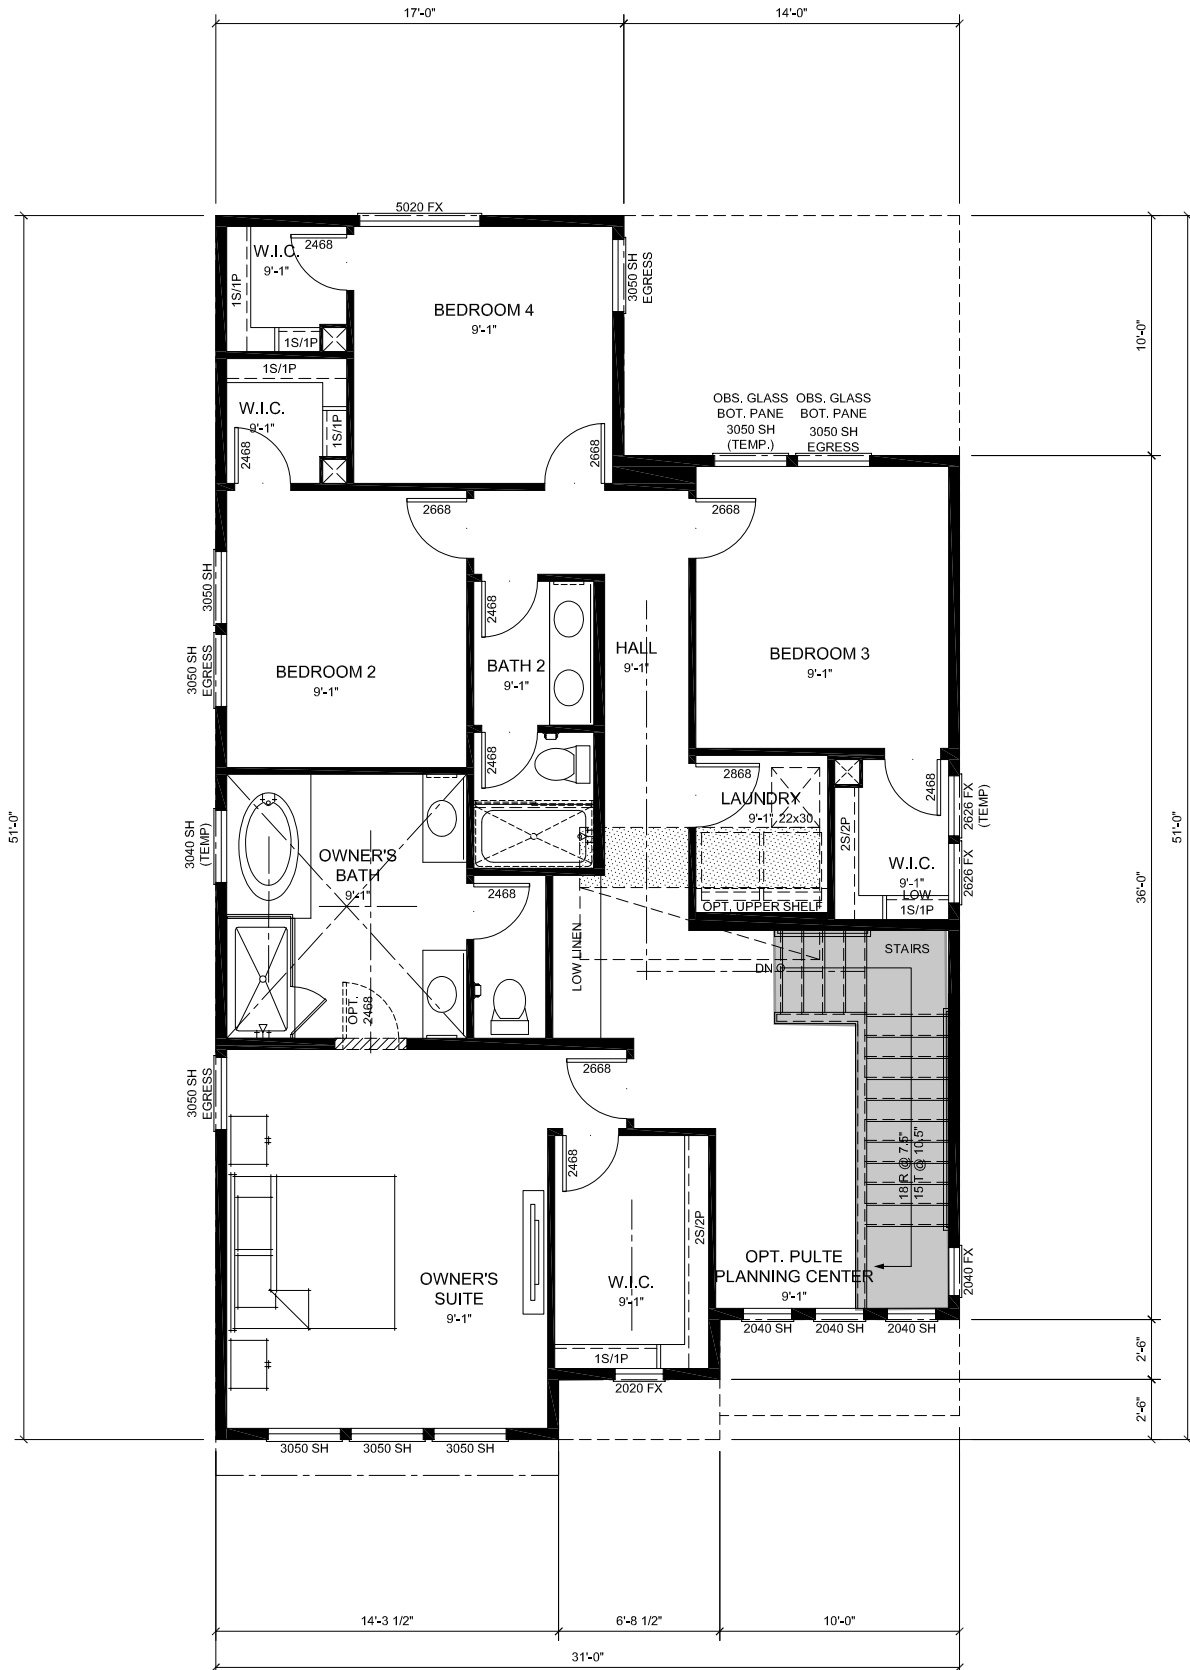 17'-0"
14'-0"
5020 FX
W.I.C.
9'-1"
2468
1S/1P
1S/1P
3050 SH
EGRESS
BEDROOM 4
9'-1"
10'-0"
1S/1P
W.I.C.
9'-1"
1S/1P
2468
2668
OBS. GLASS
BOT. PANE
3050 SH
(TEMP.)
OBS. GLASS
BOT. PANE
3050 SH
EGRESS
2668
2668
3050 SH
3050 SH
EGRESS
BEDROOM 2
9'-1"
2468
BATH 2
9'-1"
HALL
9'-1"
BEDROOM 3
9'-1"
2468
2868
LAUNDRY
9'-1"
22x30
OPT. UPPER SHELF
2468
2626 FX
(TEMP)
2626 FX
2S/2P
W.I.C.
9'-1"
LOW
1S/1P
51'-0"
51'-0"
36'-0"
3040 SH
(TEMP)
OWNER'S
BATH
9'-1"
2468
LOW LINEN
STAIRS
DN
OPT.
2468
3050 SH
EGRESS
2668
2468
18 R @ 7.5"
15 T @ 10.5"
2S/2P
OPT. PULTE
PLANNING CENTER
9'-1"
2040 FX
OWNER'S
SUITE
9'-1"
W.I.C.
9'-1"
1S/1P
2040 SH
2040 SH
2040 SH
2020 FX
2'-6"
2'-6"
3050 SH
3050 SH
3050 SH
14'-3 1/2"
6'-8 1/2"
10'-0"
31'-0"